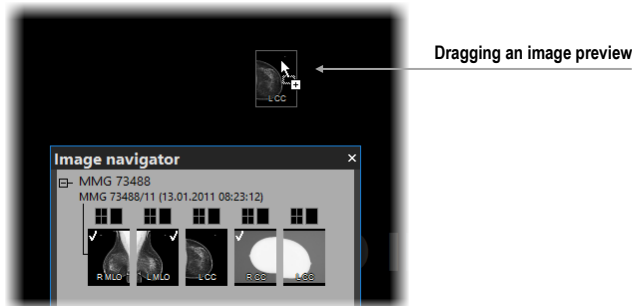 Dragging an image preview
L CC
Image navigator
MMG 73488
MMG 73488/11 (13.01.2011 08:23:12)
R MLO L MLO L CC R CC L CC